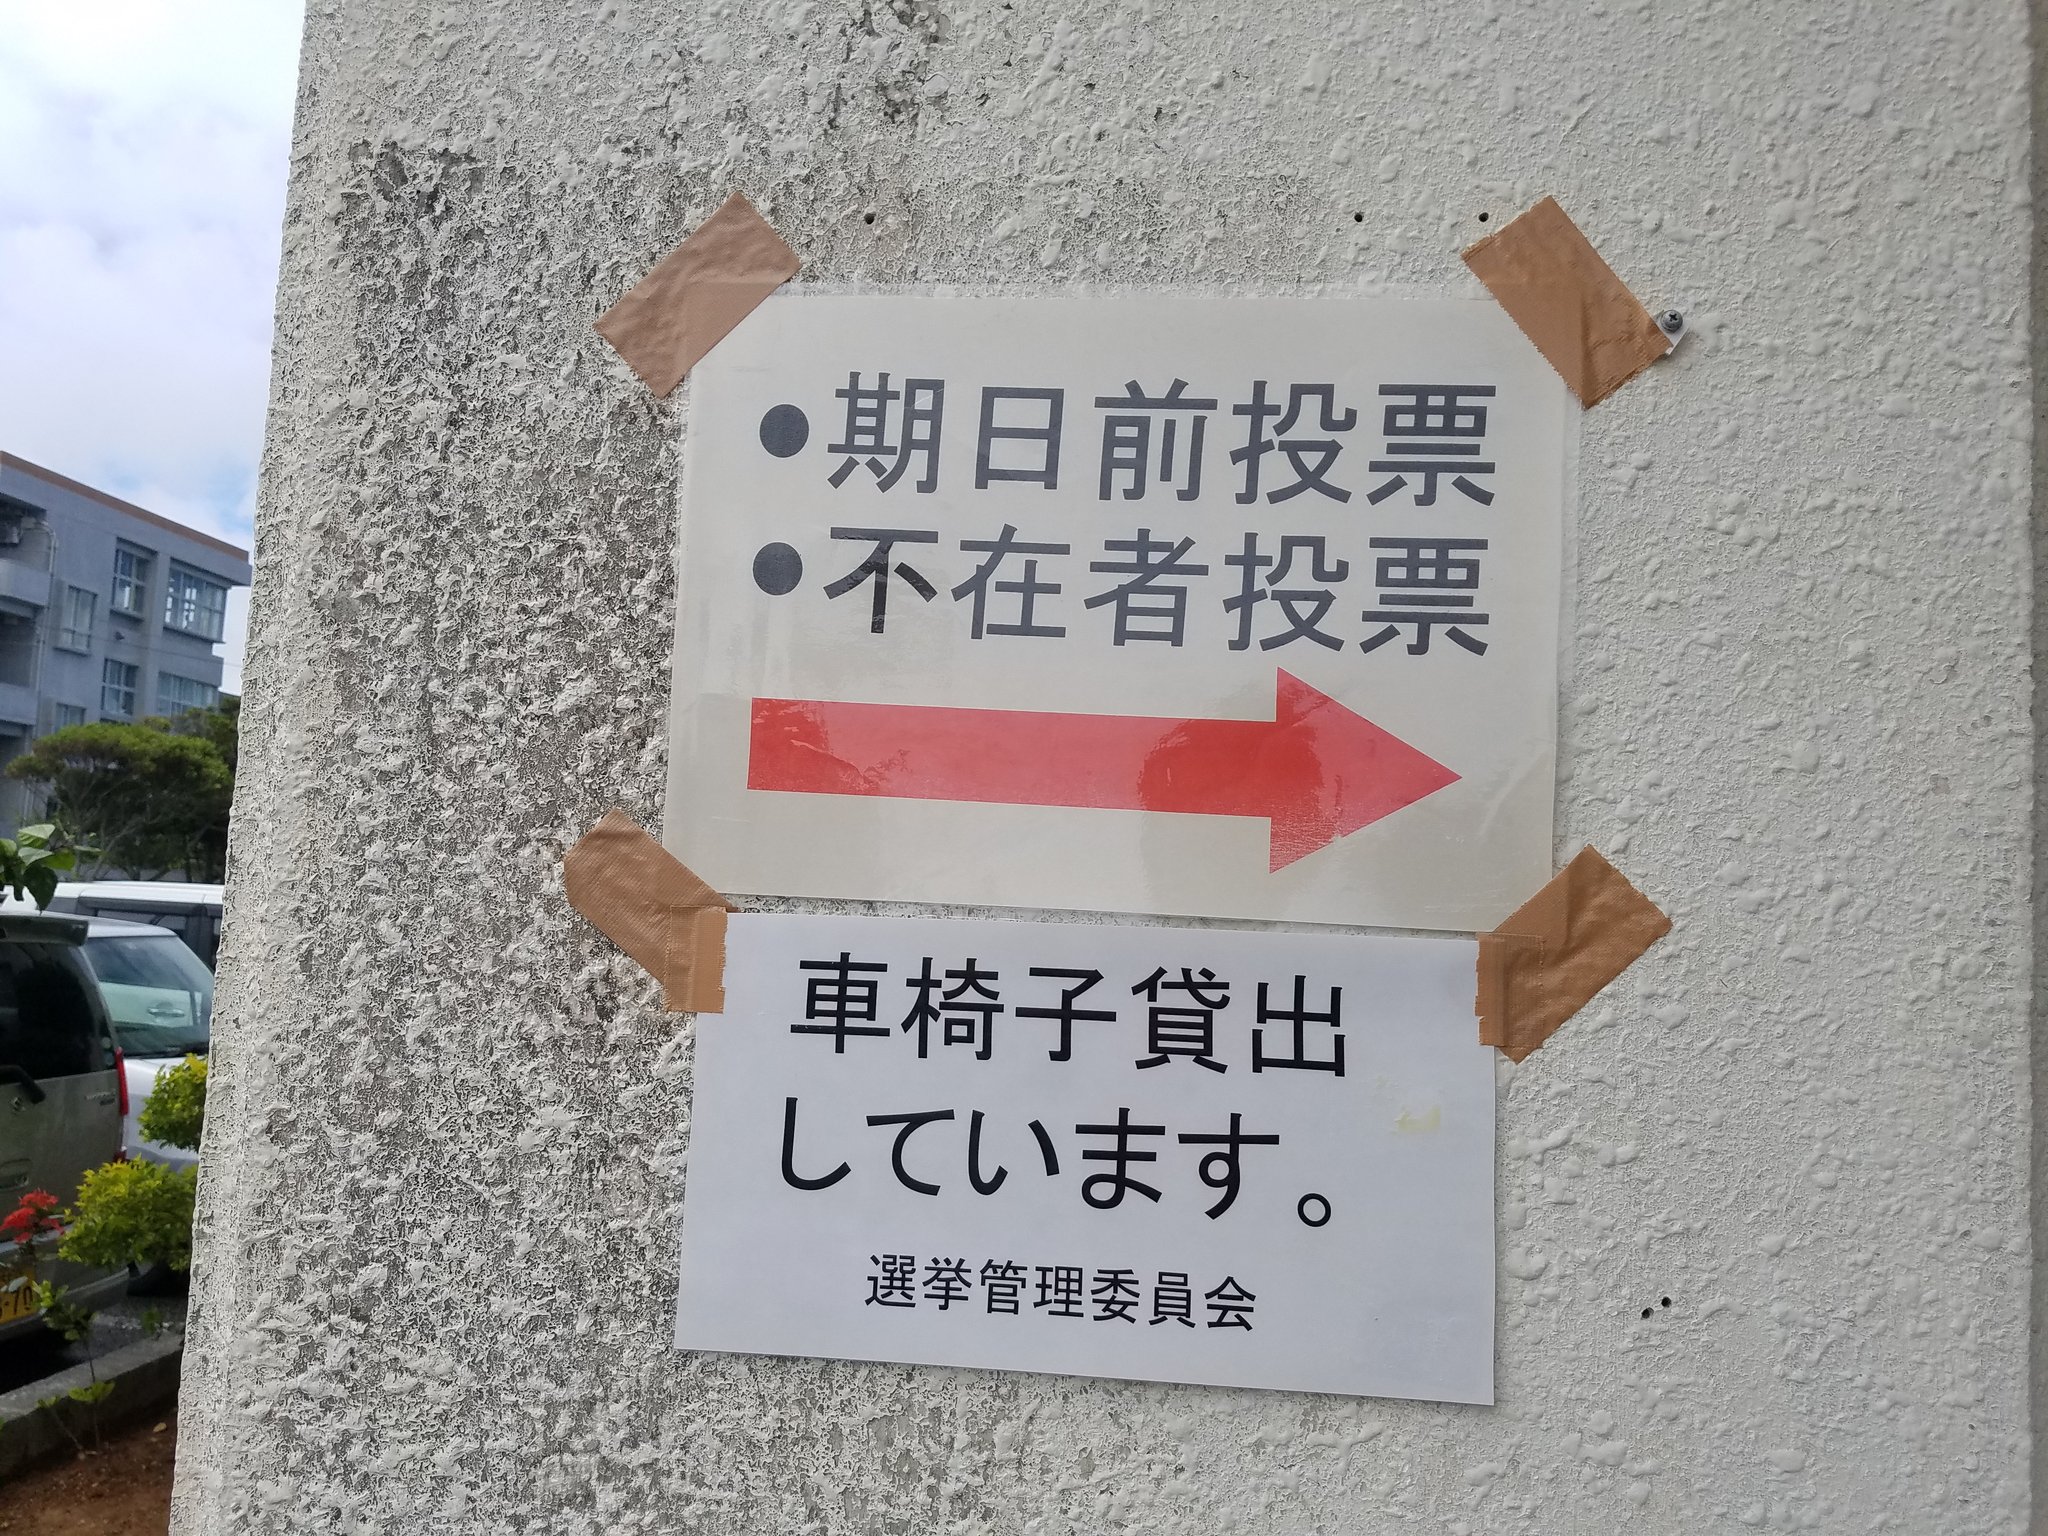 ●期日前投票
●不在者投票
車椅子貸出
しています。
選挙管理委員会